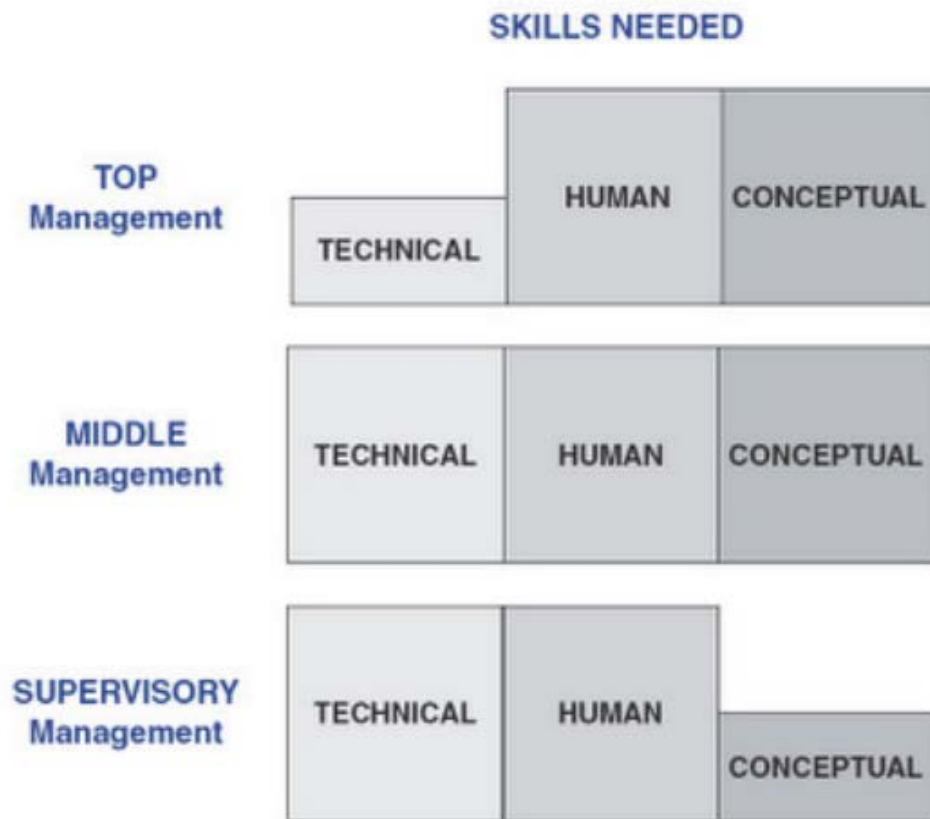 SKILLS NEEDED
TOP
Management
TECHNICAL
HUMAN
CONCEPTUAL
MIDDLE
Management
TECHNICAL
HUMAN
CONCEPTUAL
SUPERVISORY
Management
TECHNICAL
HUMAN
CONCEPTUAL